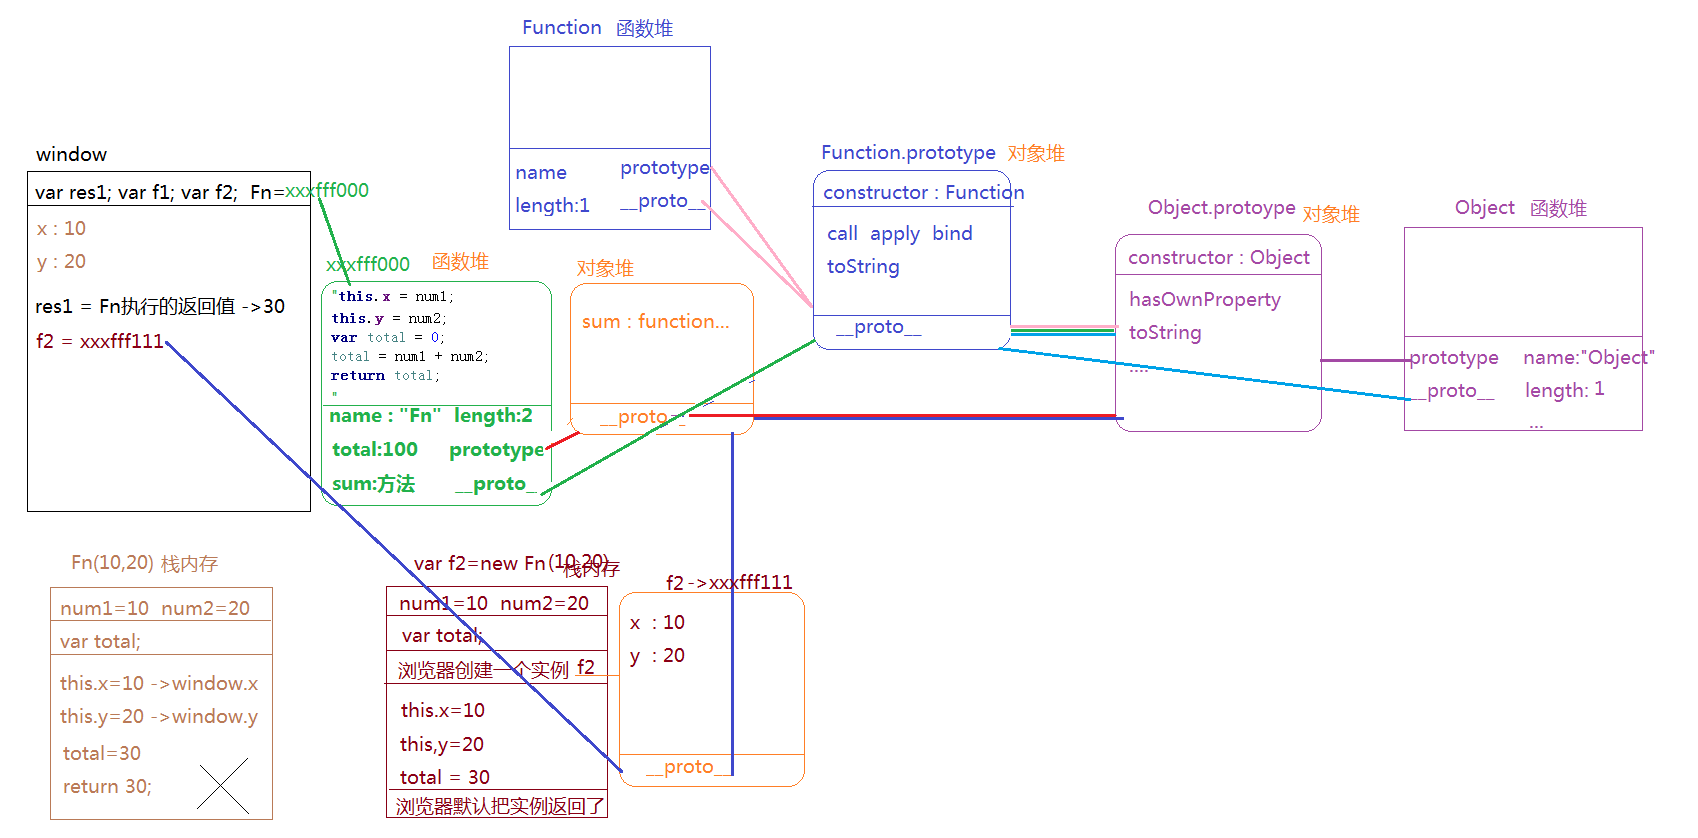 Function 函数堆
name prototype
length:1 __proto__
window
var res1; var f1; var f2; Fn=xxxfff000
x : 10
y : 20
res1 = Fn执行的返回值 ->30
f2 = xxxfff111
xxxfff000 函数堆
"this.x = num1;
this.y = num2;
var total = 0;
total = num1 + num2;
return total;
"
name : "Fn" length:2
total:100 prototype
sum:方法 __proto_
对象堆
sum : function...
__proto__
Function.prototype 对象堆
constructor : Function
call apply bind
toString
__proto__
Object.protoype 对象堆
constructor : Object
hasOwnProperty
toString
....
Object 函数堆
prototype name:"Object"
__proto__ length: 1
...
Fn(10,20) 栈内存
num1=10 num2=20
var total;
this.x=10 ->window.x
this.y=20 ->window.y
total=30
return 30;
var f2=new Fn(10,20)
栈内存
num1=10 num2=20
var total;
浏览器创建一个实例 f2
this.x=10
this,y=20
total = 30
浏览器默认把实例返回了
f2->xxxfff111
x : 10
y : 20
__proto__